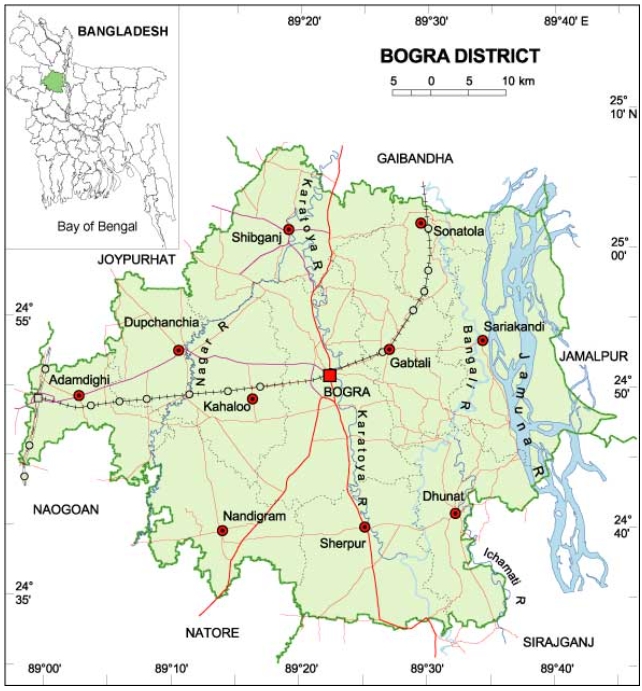 89°20'
89°30'
89°40' E
BANGLADESH
BOGRA DISTRICT
5 0 5 10 km
25°
10' N
GAIBANDHA
Karatoya R
Bay of Bengal
Shibganj
Sonatola
25°
00'
JOYPURHAT
24°
55'
Dupchanchia
Nagar R
Bangali R
Sariakandi
Jamuna R
JAMALPUR
Gabtali
Adamdighi
BOGRA
24°
50'
Kahaloo
Karatoya R
NAOGOAN
Nandigram
Sherpur
Dhunat
24°
40'
Ichamati R
24°
35'
NATORE
SIRAJGANJ
89°00'
89°10'
89°20'
89°30'
89°40'